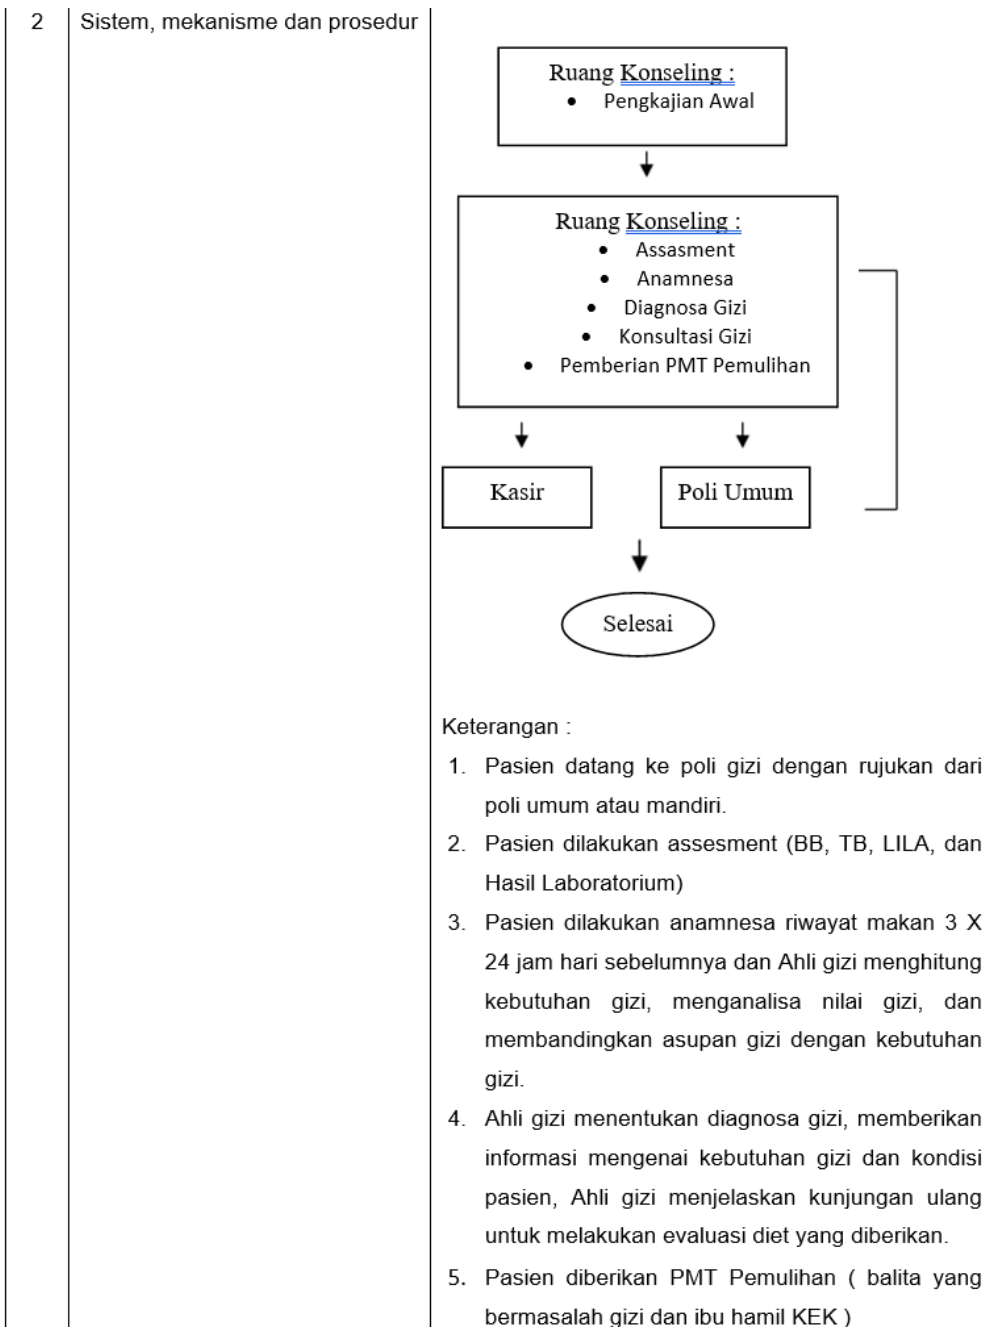 2 Sistem, mekanisme dan prosedur
Ruang Konseling :
• Pengkajian Awal
Ruang Konseling :
• Assasment
• Anamnesa
• Diagnosa Gizi
• Konsultasi Gizi
• Pemberian PMT Pemulihan
Kasir
Poli Umum
Selesai
Keterangan :
1. Pasien datang ke poli gizi dengan rujukan dari
poli umum atau mandiri.
2. Pasien dilakukan assesment (BB, TB, LILA, dan
Hasil Laboratorium)
3. Pasien dilakukan anamnesa riwayat makan 3 X
24 jam hari sebelumnya dan Ahli gizi menghitung
kebutuhan gizi, menganalisa nilai gizi, dan
membandingkan asupan gizi dengan kebutuhan
gizi.
4. Ahli gizi menentukan diagnosa gizi, memberikan
informasi mengenai kebutuhan gizi dan kondisi
pasien, Ahli gizi menjelaskan kunjungan ulang
untuk melakukan evaluasi diet yang diberikan.
5. Pasien diberikan PMT Pemulihan ( balita yang
bermasalah gizi dan ibu hamil KEK )